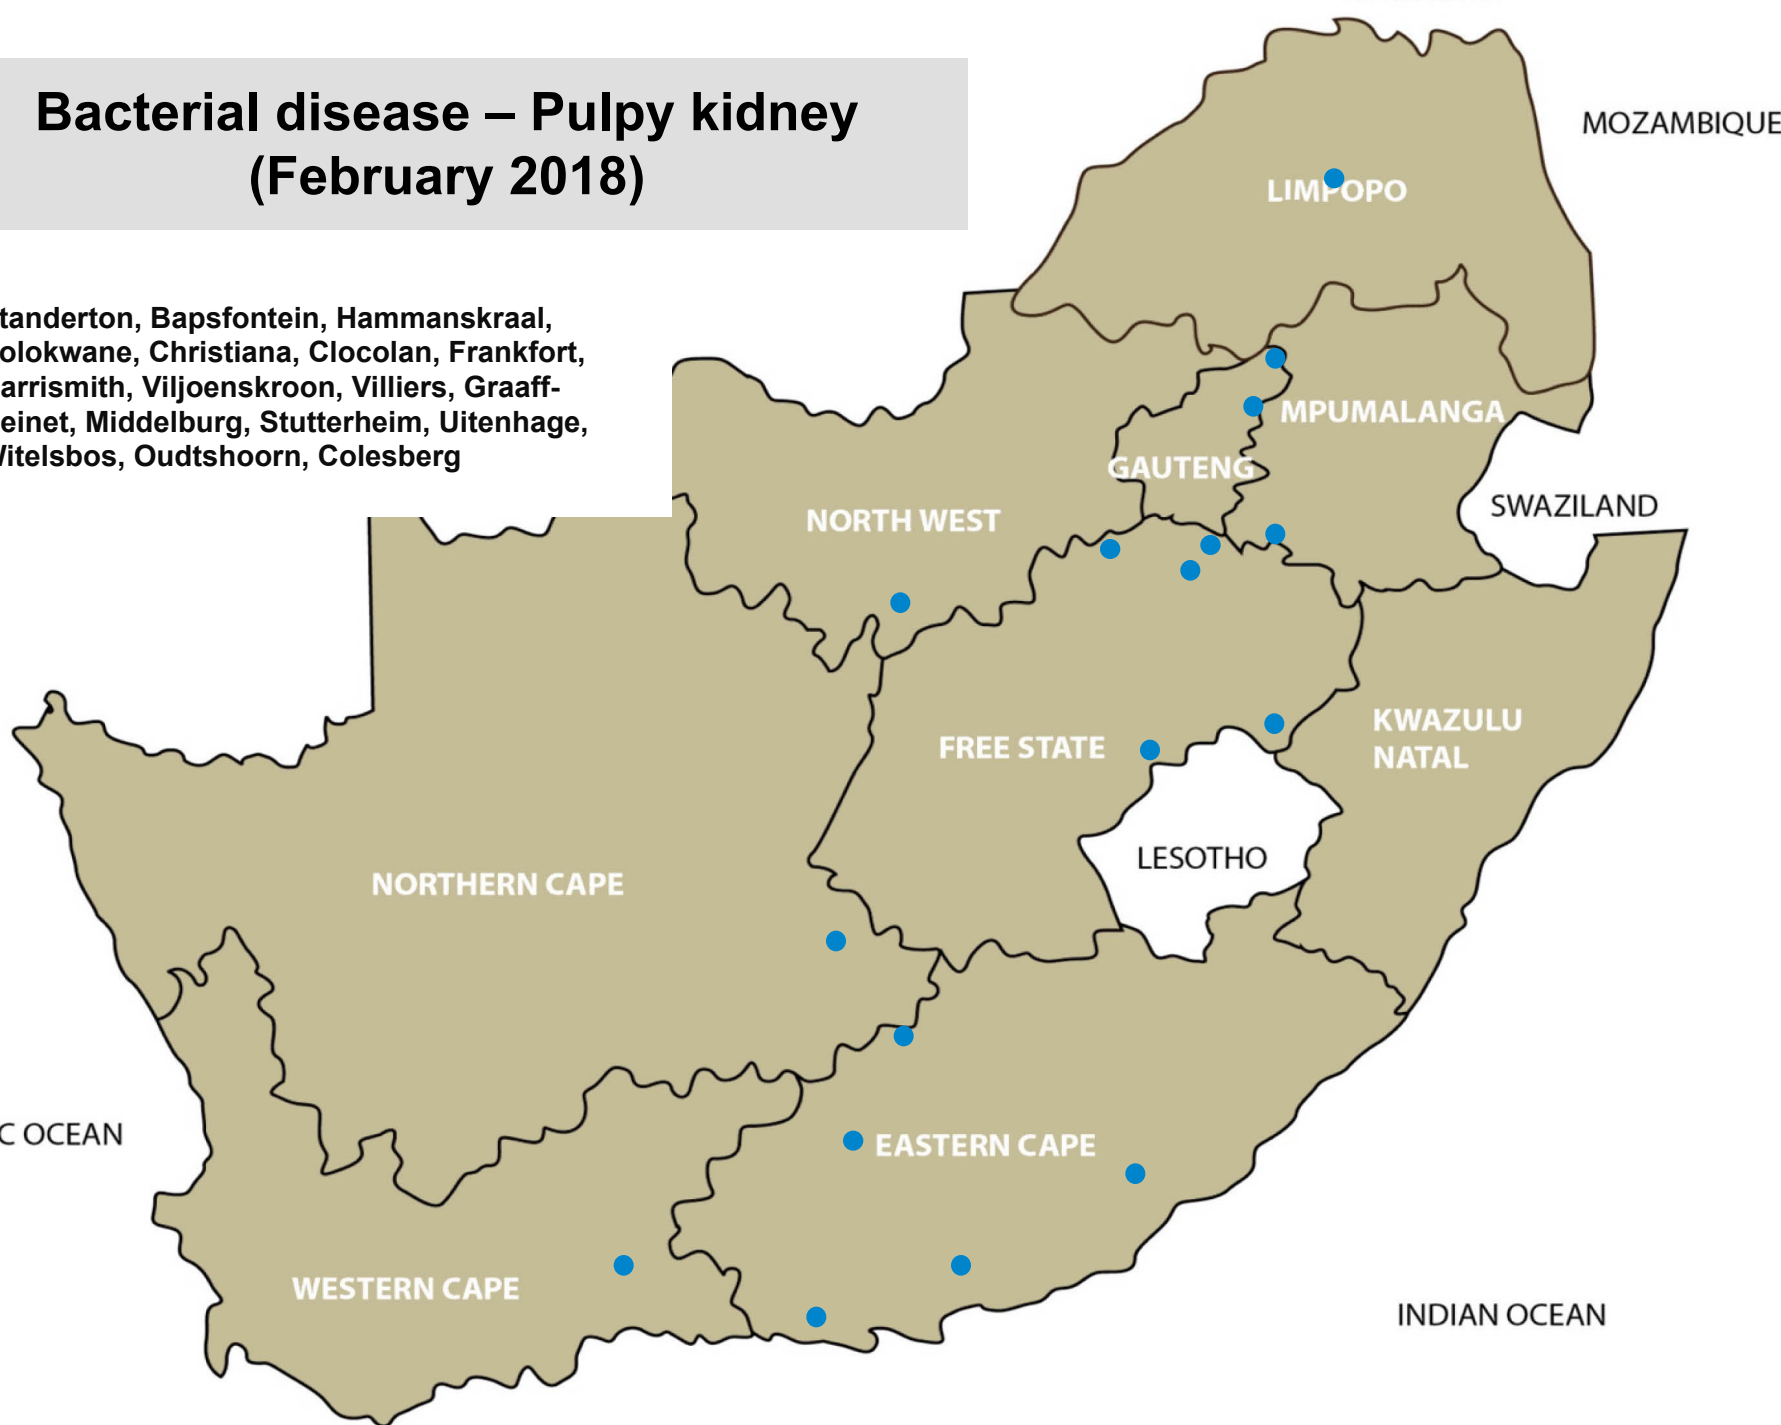 Bacterial disease – Pulpy kidney
(February 2018)
tanderton, Bapsfontein, Hammanskraal,
olokwane, Christiana, Clocolan, Frankfort,
arrismith, Viljoenskroon, Villiers, Graaff-
einet, Middelburg, Stutterheim, Uitenhage,
Witelsbos, Oudtshoorn, Colesberg
MOZAMBIQUE
LIMPOPO
MPUMALANGA
GAUTENG
SWAZILAND
NORTH WEST
KWAZULU
NATAL
FREE STATE
LESOTHO
NORTHERN CAPE
C OCEAN
EASTERN CAPE
WESTERN CAPE
INDIAN OCEAN